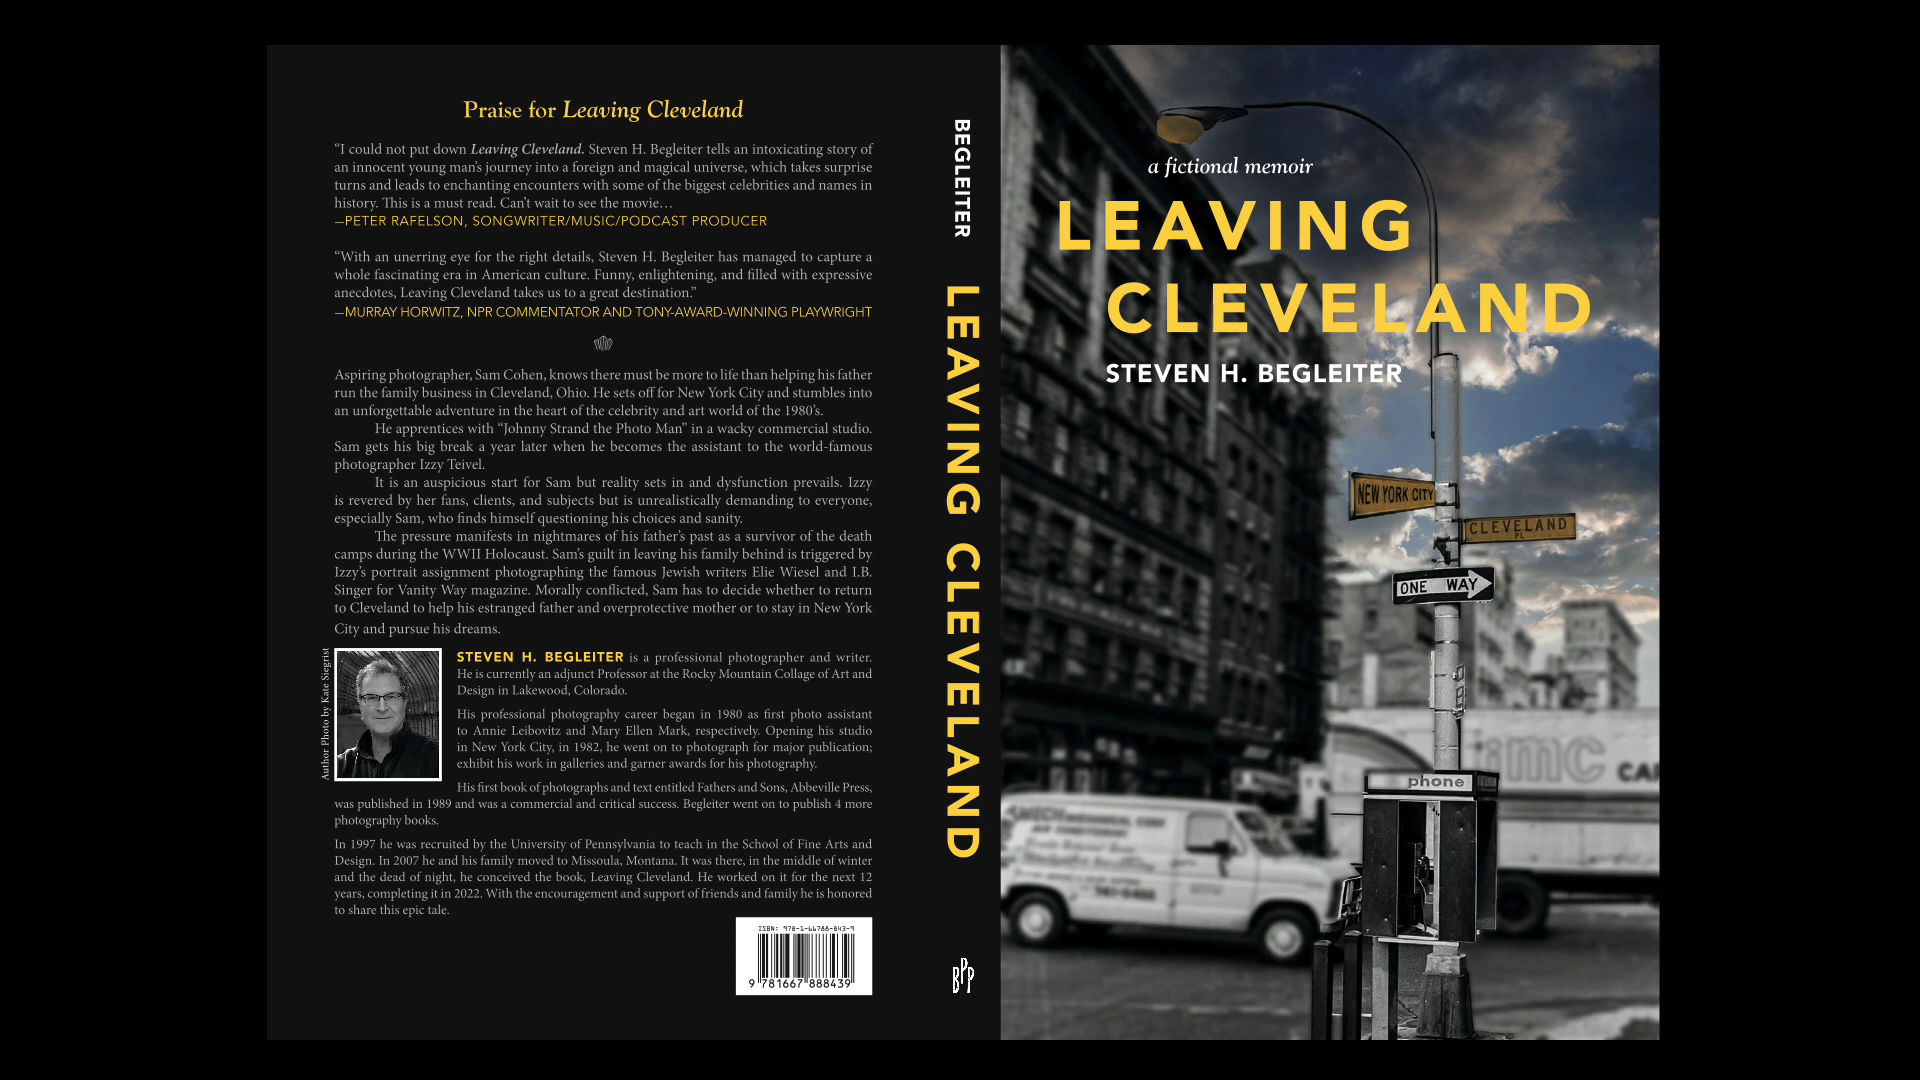 Praise for Leaving Cleveland
“I could not put down Leaving Cleveland. Steven H. Begleiter tells an intoxicating story of
an innocent young man’s journey into a foreign and magical universe, which takes surprise
turns and leads to enchanting encounters with some of the biggest celebrities and names in
history. This is a must read. Can’t wait to see the movie…
—PETER RAFELSON, SONGWRITER/MUSIC/PODCAST PRODUCER
“With an unerring eye for the right details, Steven H. Begleiter has managed to capture a
whole fascinating era in American culture. Funny, enlightening, and filled with expressive
anecdotes, Leaving Cleveland takes us to a great destination.”
—MURRAY HORWITZ, NPR COMMENTATOR AND TONY-AWARD-WINNING PLAYWRIGHT
Aspiring photographer, Sam Cohen, knows there must be more to life than helping his father
run the family business in Cleveland, Ohio. He sets off for New York City and stumbles into
an unforgettable adventure in the heart of the celebrity and art world of the 1980’s.
He apprentices with “Johnny Strand the Photo Man” in a wacky commercial studio.
Sam gets his big break a year later when he becomes the assistant to the world-famous
photographer Izzy Teivel.
It is an auspicious start for Sam but reality sets in and dysfunction prevails. Izzy
is revered by her fans, clients, and subjects but is unrealistically demanding to everyone,
especially Sam, who finds himself questioning his choices and sanity.
The pressure manifests in nightmares of his father’s past as a survivor of the death
camps during the WWII Holocaust. Sam’s guilt in leaving his family behind is triggered by
Izzy’s portrait assignment photographing the famous Jewish writers Elie Wiesel and I.B.
Singer for Vanity Way magazine. Morally conflicted, Sam has to decide whether to return
to Cleveland to help his estranged father and overprotective mother or to stay in New York
City and pursue his dreams.
Author Photo by Kate Siegrist
STEVEN H. BEGLEITER is a professional photographer and writer.
He is currently an adjunct Professor at the Rocky Mountain Collage of Art and
Design in Lakewood, Colorado.
His professional photography career began in 1980 as first photo assistant
to Annie Leibovitz and Mary Ellen Mark, respectively. Opening his studio
in New York City, in 1982, he went on to photograph for major publication;
exhibit his work in galleries and garner awards for his photography.
His first book of photographs and text entitled Fathers and Sons, Abbeville Press,
was published in 1989 and was a commercial and critical success. Begleiter went on to publish 4 more
photography books.
In 1997 he was recruited by the University of Pennsylvania to teach in the School of Fine Arts and
Design. In 2007 he and his family moved to Missoula, Montana. It was there, in the middle of winter
and the dead of night, he conceived the book, Leaving Cleveland. He worked on it for the next 12
years, completing it in 2022. With the encouragement and support of friends and family he is honored
to share this epic tale.
ISBN: 978-1-66788-843-9
9 781667 888439
BEGLEITER
LEAVING CLEVELAND
BPP
a fictional memoir
LEAVING
CLEVELAND
STEVEN H. BEGLEITER
NEW YORK CITY
CLEVELAND
PL
ONE WAY
imc CAR
phone
AIR CONDITIONING